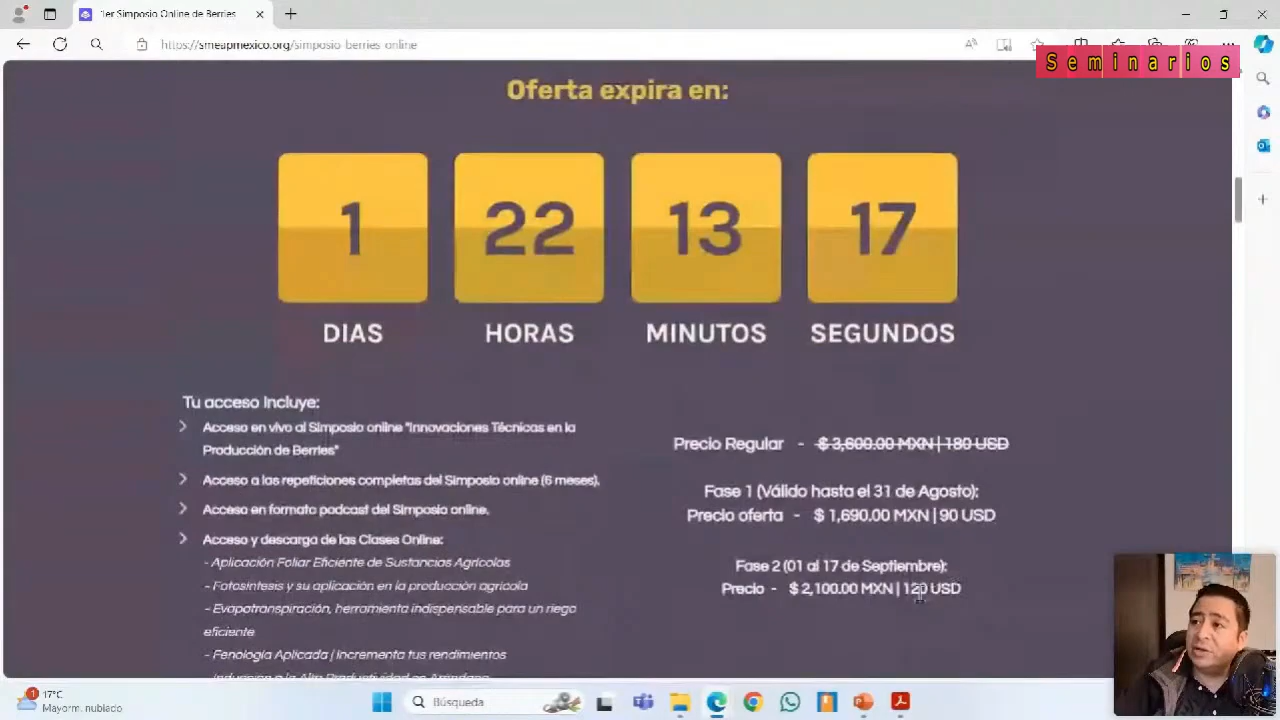 1er Simposio Online de Berries
https://smeapmexico.org/simposio-berries-online
Seminarios
Oferta expira en:
1 22 13 17
DIAS HORAS MINUTOS SEGUNDOS
Tu acceso Incluye:
Acceso en vivo al Simposio online "Innovaciones Técnicas en la
Producción de Berries"
Acceso a las repeticiones completas del Simposio online (6 meses).
Acceso en formato podcast del Simposio online.
Acceso y descarga de las Clases Online:
- Aplicación Foliar Eficiente de Sustancias Agrícolas
- Fotosíntesis y su aplicación en la producción agrícola
- Evapotranspiración, herramienta indispensable para un riego
eficiente
- Fenología Aplicada | Incrementa tus rendimientos
Precio Regular - $ 3,600.00 MXN | 180 USD
Fase 1 (Válido hasta el 31 de Agosto):
Precio oferta - $ 1,690.00 MXN | 90 USD
Fase 2 (01 al 17 de Septiembre):
Precio - $ 2,100.00 MXN | 120 USD
1
17°C
Mayorm. nublado
Búsqueda